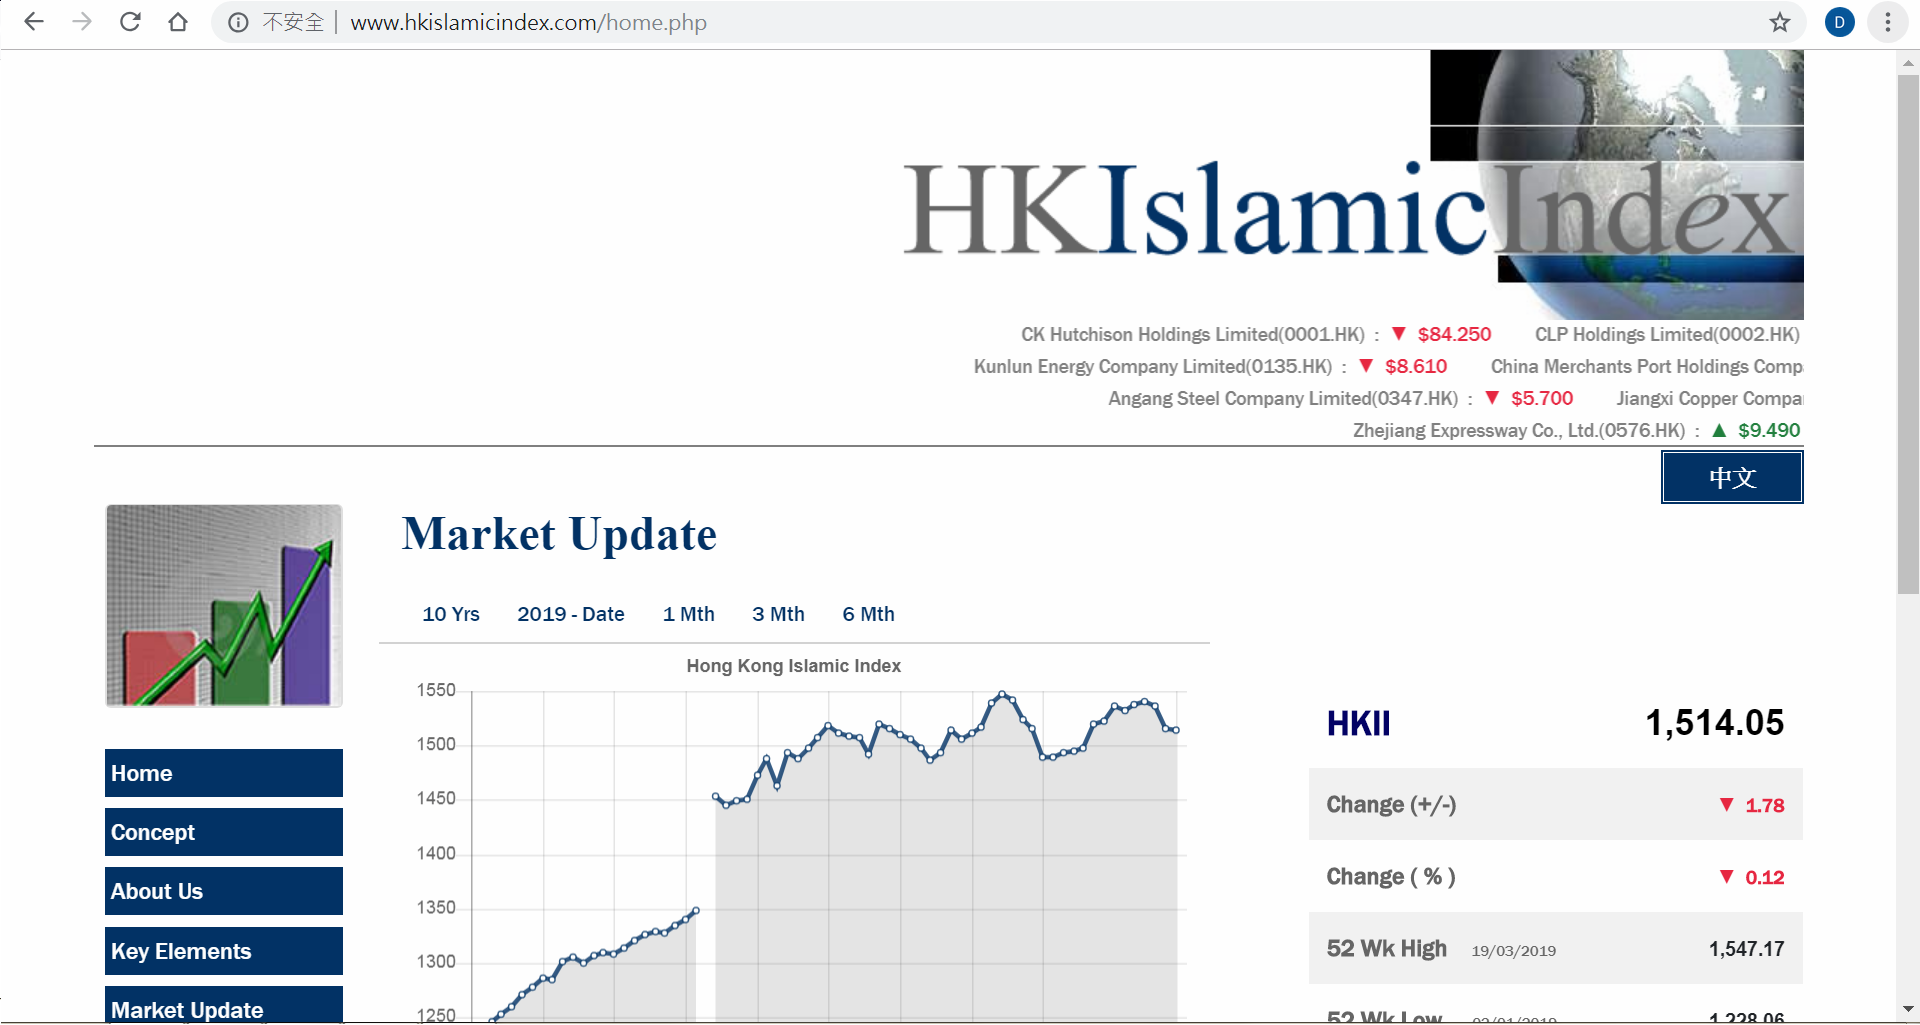 不安全 | www.hkislamicindex.com/home.php
D
HKIslamicIndex
CK Hutchison Holdings Limited(0001.HK) : ▼ $84.250 CLP Holdings Limited(0002.HK)
Kunlun Energy Company Limited(0135.HK) : ▼ $8.610 China Merchants Port Holdings Comp
Angang Steel Company Limited(0347.HK) : ▼ $5.700 Jiangxi Copper Compa
Zhejiang Expressway Co., Ltd.(0576.HK) : ▲ $9.490
中文
Market Update
10 Yrs 2019 - Date 1 Mth 3 Mth 6 Mth
Hong Kong Islamic Index
1550
1500
1450
1400
1350
1300
1250
HKII 1,514.05
Change (+/-) ▼ 1.78
Change ( % ) ▼ 0.12
52 Wk High 19/03/2019 1,547.17
52 Wk Low 02/01/2019 1,228.06
Home
Concept
About Us
Key Elements
Market Update